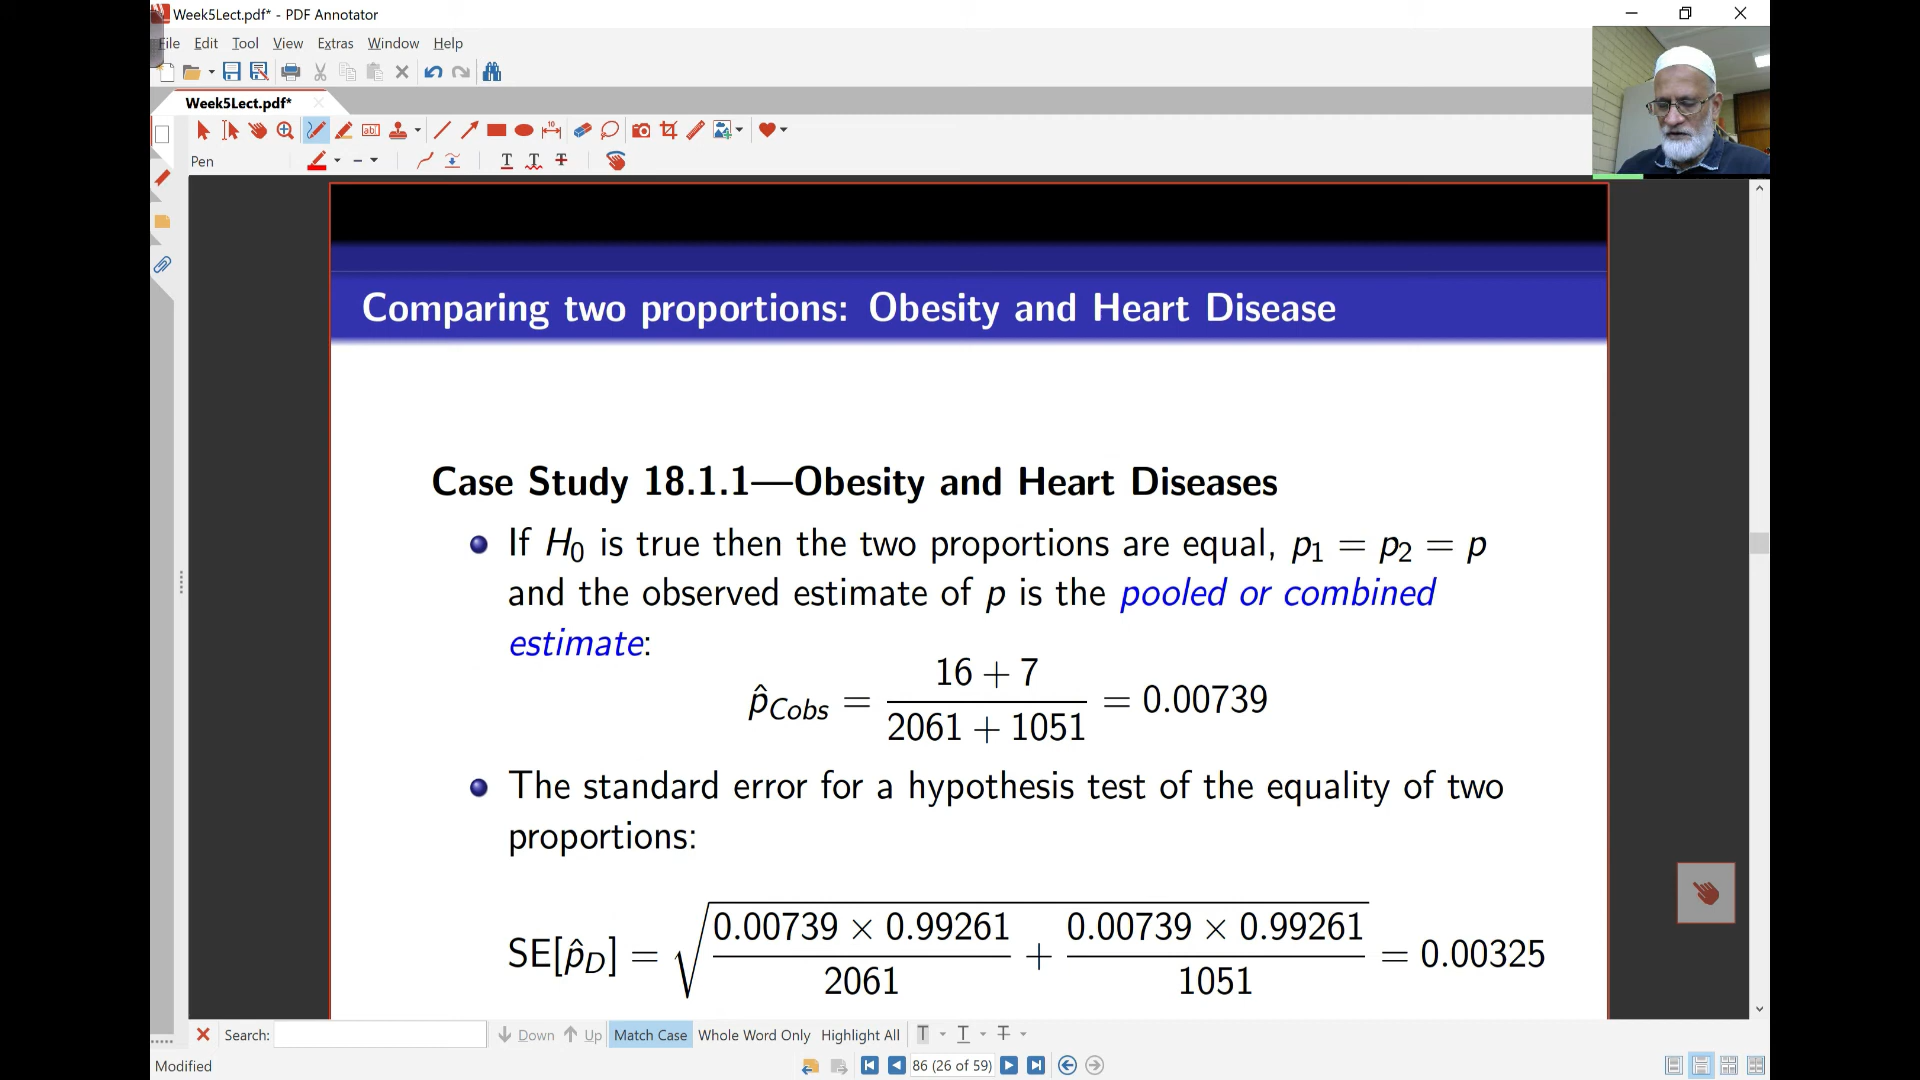 Week5Lect.pdf* - PDF Annotator
File Edit Tool View Extras Window Help
Week5Lect.pdf*
Pen
Comparing two proportions: Obesity and Heart Disease
Case Study 18.1.1—Obesity and Heart Diseases
If H₀ is true then the two proportions are equal, p₁ = p₂ = p
and the observed estimate of p is the pooled or combined
estimate:
p̂_Cobs = (16 + 7) / (2061 + 1051) = 0.00739
The standard error for a hypothesis test of the equality of two
proportions:
SE[p̂_D] = √(0.00739 × 0.99261 / 2061 + 0.00739 × 0.99261 / 1051) = 0.00325
Search: Down Up Match Case Whole Word Only Highlight All
Modified 86 (26 of 59)